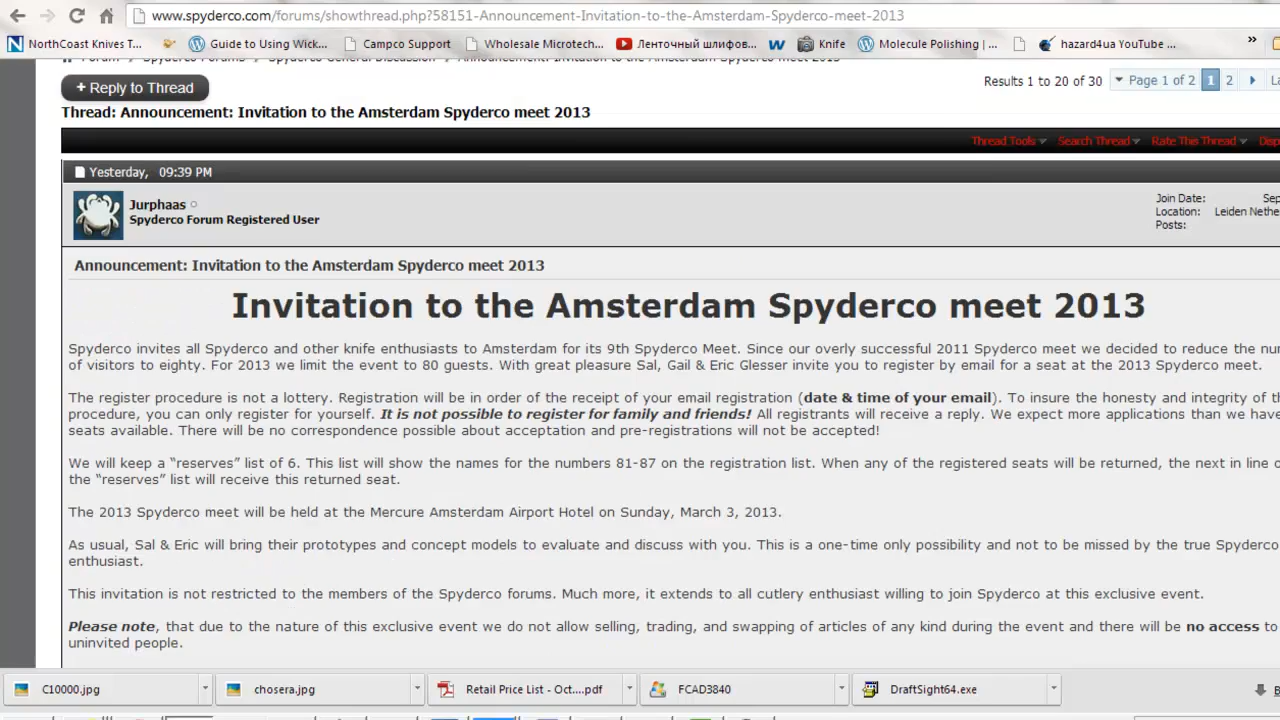 www.spyderco.com/forums/showthread.php?58151-Announcement-Invitation-to-the-Amsterdam-Spyderco-meet-2013
NorthCoast Knives T... Guide to Using Wick... Campco Support Wholesale Microtech... Ленточный шлифов... Knife Molecule Polishing | ... hazard4ua YouTube ... »
Forum Spyderco Forums Spyderco General Discussion Announcement: Invitation to the Amsterdam Spyderco meet 2013
+ Reply to Thread
Results 1 to 20 of 30 Page 1 of 2 1 2
Thread: Announcement: Invitation to the Amsterdam Spyderco meet 2013
Thread Tools Search Thread Rate This Thread
Yesterday, 09:39 PM
Jurphaas
Spyderco Forum Registered User
Join Date: Sep
Location: Leiden Nethe
Posts:
Announcement: Invitation to the Amsterdam Spyderco meet 2013
Invitation to the Amsterdam Spyderco meet 2013
Spyderco invites all Spyderco and other knife enthusiasts to Amsterdam for its 9th Spyderco Meet. Since our overly successful 2011 Spyderco meet we decided to reduce the nu
of visitors to eighty. For 2013 we limit the event to 80 guests. With great pleasure Sal, Gail & Eric Glesser invite you to register by email for a seat at the 2013 Spyderco meet.
The register procedure is not a lottery. Registration will be in order of the receipt of your email registration (date & time of your email). To insure the honesty and integrity of th
procedure, you can only register for yourself. It is not possible to register for family and friends! All registrants will receive a reply. We expect more applications than we have
seats available. There will be no correspondence possible about acceptation and pre-registrations will not be accepted!
We will keep a “reserves” list of 6. This list will show the names for the numbers 81-87 on the registration list. When any of the registered seats will be returned, the next in line o
the “reserves” list will receive this returned seat.
The 2013 Spyderco meet will be held at the Mercure Amsterdam Airport Hotel on Sunday, March 3, 2013.
As usual, Sal & Eric will bring their prototypes and concept models to evaluate and discuss with you. This is a one-time only possibility and not to be missed by the true Spyderco
enthusiast.
This invitation is not restricted to the members of the Spyderco forums. Much more, it extends to all cutlery enthusiast willing to join Spyderco at this exclusive event.
Please note, that due to the nature of this exclusive event we do not allow selling, trading, and swapping of articles of any kind during the event and there will be no access to
uninvited people.
C10000.jpg chosera.jpg Retail Price List - Oct....pdf FCAD3840 DraftSight64.exe